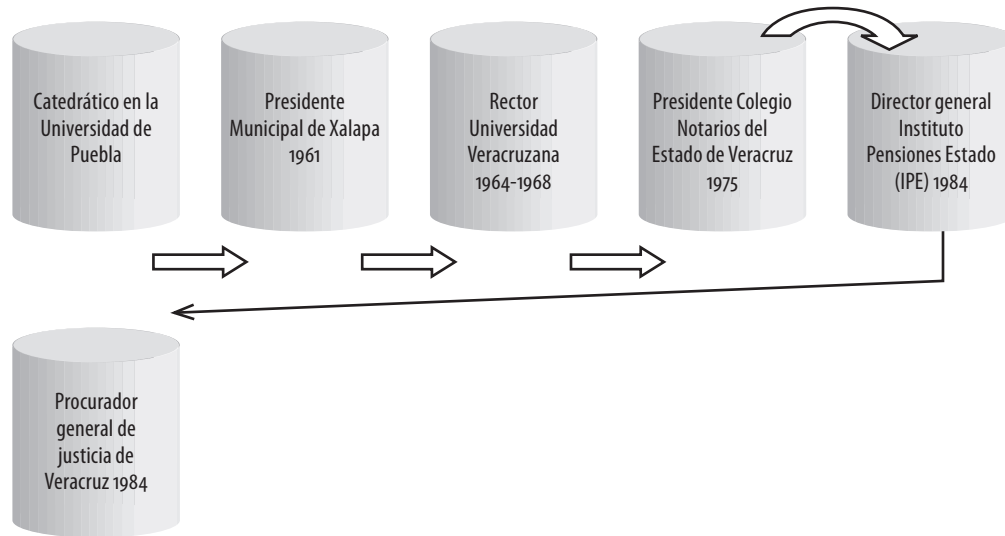 Catedrático en la
Universidad de
Puebla
Presidente
Municipal de Xalapa
1961
Rector
Universidad
Veracruzana
1964-1968
Presidente Colegio
Notarios del
Estado de Veracruz
1975
Director general
Instituto
Pensiones Estado
(IPE) 1984
Procurador
general de
justicia de
Veracruz 1984